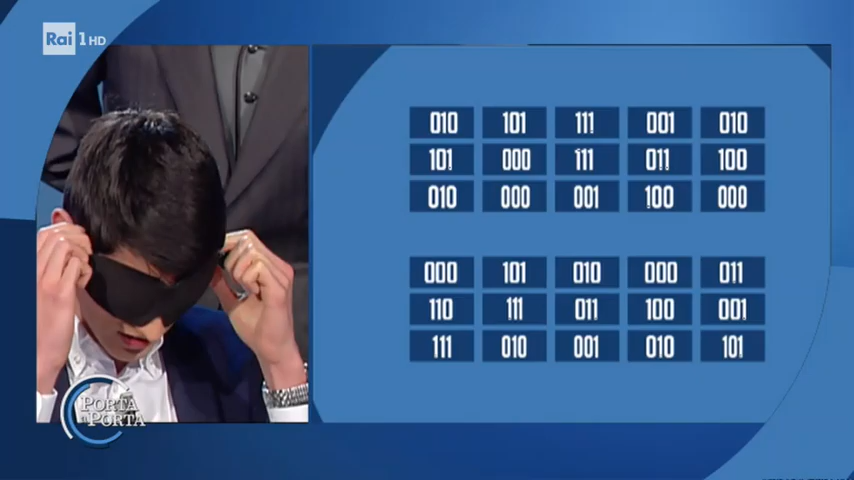 Rai 1 HD
010 101 111 001 010
101 000 111 011 100
010 000 001 100 000
000 101 010 000 011
110 111 011 100 001
111 010 001 010 101
PORTA
A PORTA